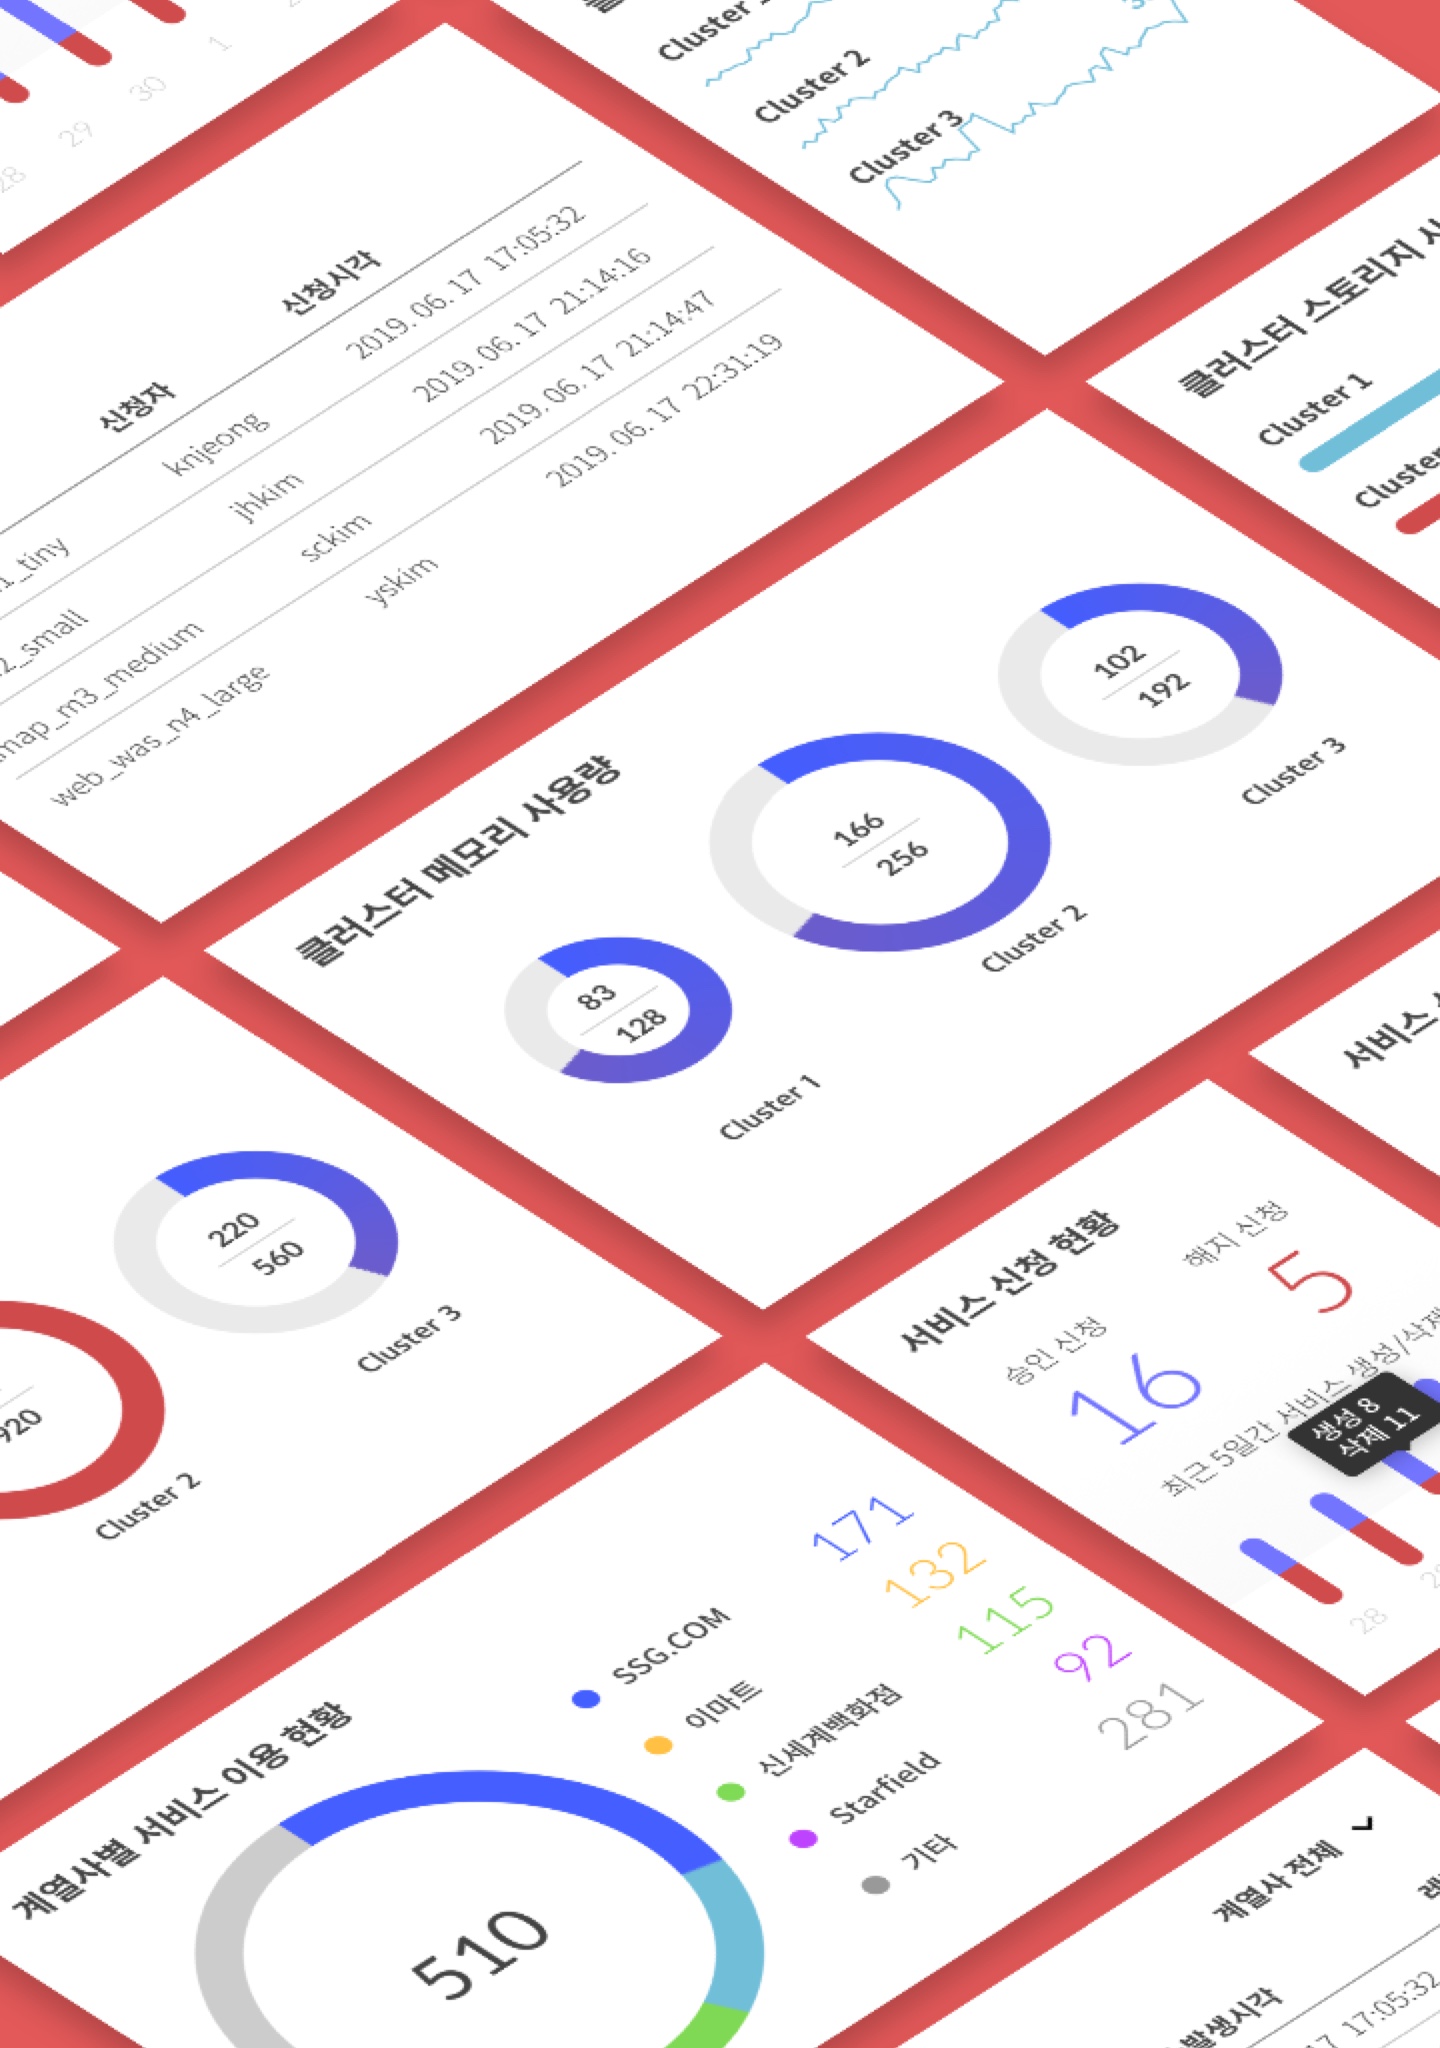 28
29
30
1
Cluster
Cluster 2
Cluster 3
신청자
신청시각
knjeong
2019. 06. 17 17:05:32
_tiny
jhkim
2019. 06. 17 21:14:16
_small
sckim
2019. 06. 17 21:14:47
map_m3_medium
yskim
2019. 06. 17 22:31:19
web_was_n4_large
클러스터 스토리지
Cluster 1
Cluster
클러스터 메모리 사용량
83
128
Cluster 1
166
256
Cluster 2
102
192
Cluster 3
920
Cluster 2
220
560
Cluster 3
서비스
서비스 신청 현황
승인 신청
16
해지 신청
5
최근 5일간 서비스 생성/삭제
생성 8
삭제 11
28
계열사별 서비스 이용 현황
510
SSG.COM
171
이마트
132
신세계백화점
115
Starfield
92
기타
281
계열사 전체
발생시각
17 17:05:32